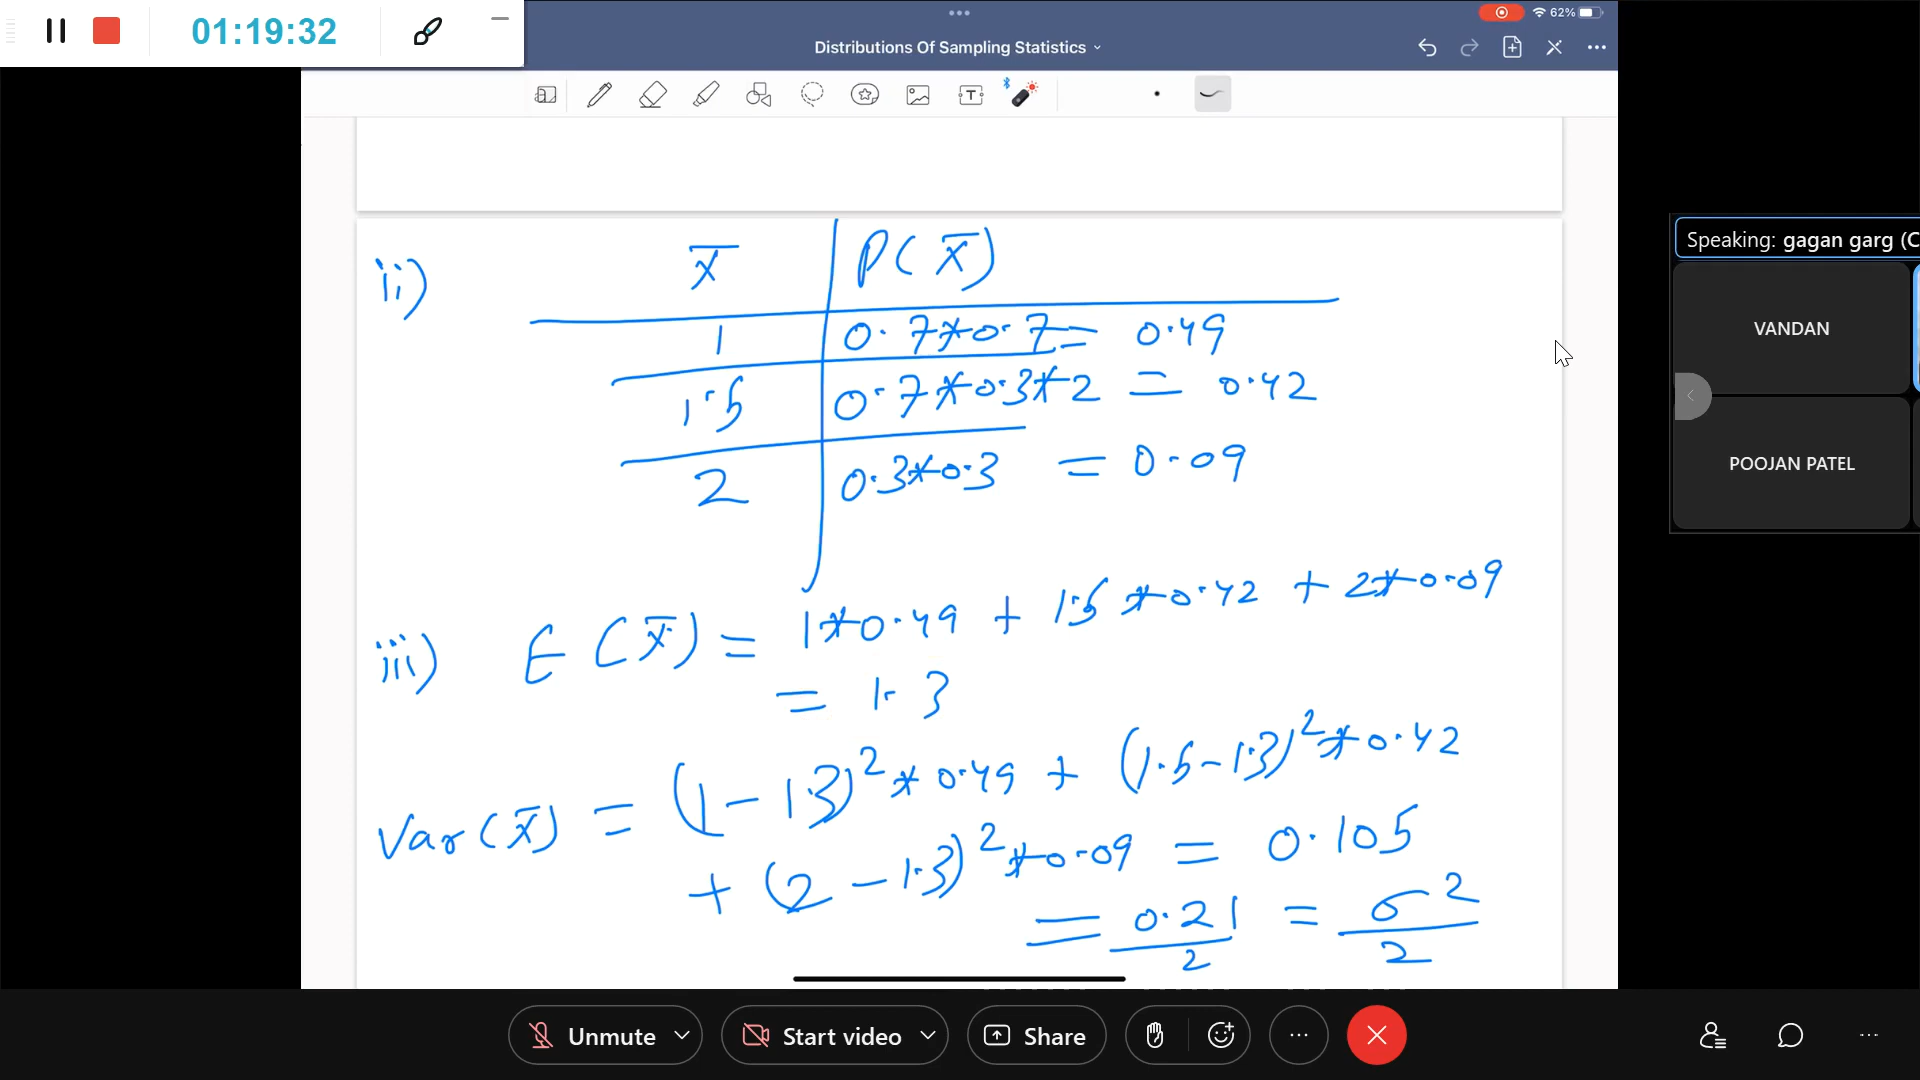 01:19:32
62%
Distributions Of Sampling Statistics
Speaking: gagan garg (C
VANDAN
POOJAN PATEL
ii) x̄ P(x̄)
1 0.7*0.7 = 0.49
1.5 0.7*0.3*2 = 0.42
2 0.3*0.3 = 0.09
iii) E(x̄) = 1*0.49 + 1.5*0.42 + 2*0.09
= 1.3
Var(x̄) = (1-1.3)²*0.49 + (1.5-1.3)²*0.42
+ (2-1.3)²*0.09 = 0.105
= 0.21/2 = σ²/2
Unmute
Start video
Share